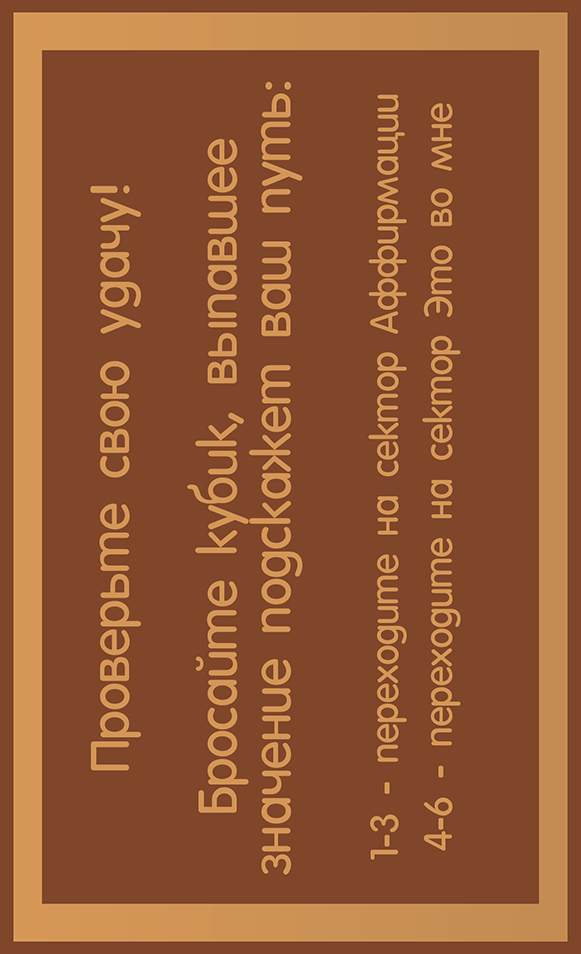 Проверьте свою удачу!
Бросайте кубик, выпавшее
значение подскажет ваш путь:
1-3 - переходите на сектор Аффирмации
4-6 - переходите на сектор Это во мне